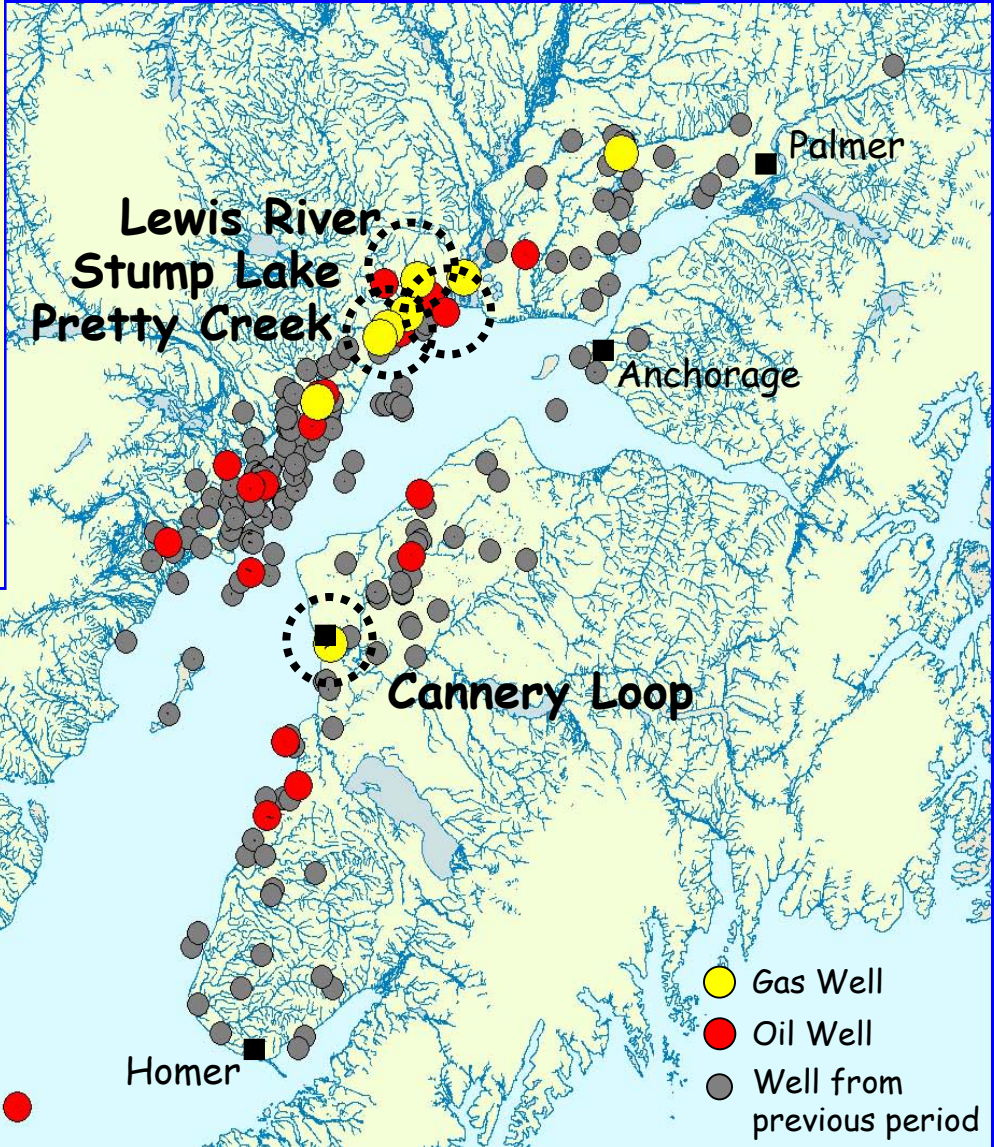 Palmer
Lewis River
Stump Lake
Pretty Creek
Anchorage
Cannery Loop
Gas Well
Oil Well
Well from
previous period
Homer